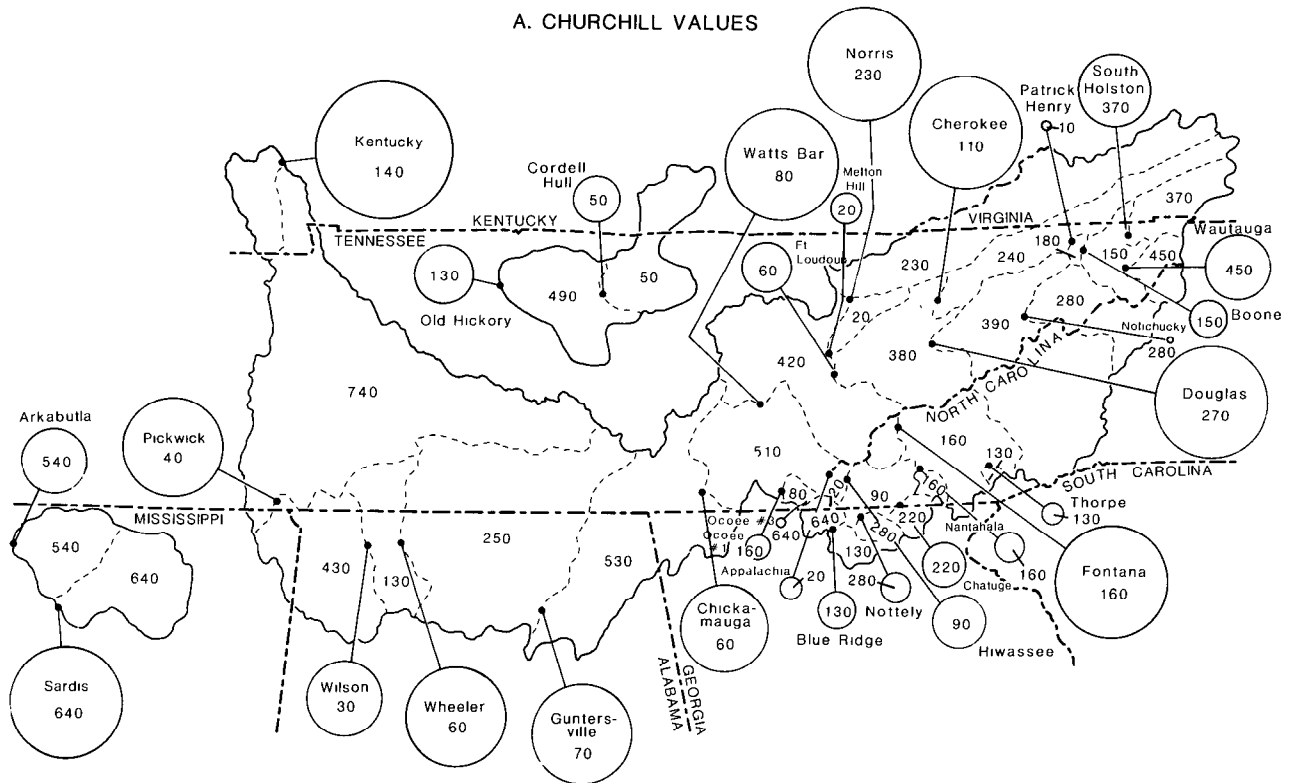 A. CHURCHILL VALUES
Norris
230
Patrick
Henry
10
South
Holston
370
Kentucky
140
Cordell
Hull
50
Watts Bar
80
Melton
Hill
20
Cherokee
110
KENTUCKY
TENNESSEE
VIRGINIA
370
Wautauga
450
130
Old Hickory
490
50
60
Ft
Loudoun
230
240
180
150
450
20
280
390
Nolichucky
280
150
Boone
420
380
740
NORTH CAROLINA
Douglas
270
Arkabutla
540
Pickwick
40
510
160
130
SOUTH CAROLINA
Thorpe
130
MISSISSIPPI
80
20
90
160
Ocoee #3
Ocoee
#1
160
640
640
280
220
Nantahala
540
640
430
130
250
530
Appalachia
20
130
280
220
Chatuge
160
Fontana
160
Chicka-
mauga
60
130
Blue Ridge
Nottely
90
Hiwassee
Sardis
640
Wilson
30
Wheeler
60
Gunters-
ville
70
ALABAMA
GEORGIA